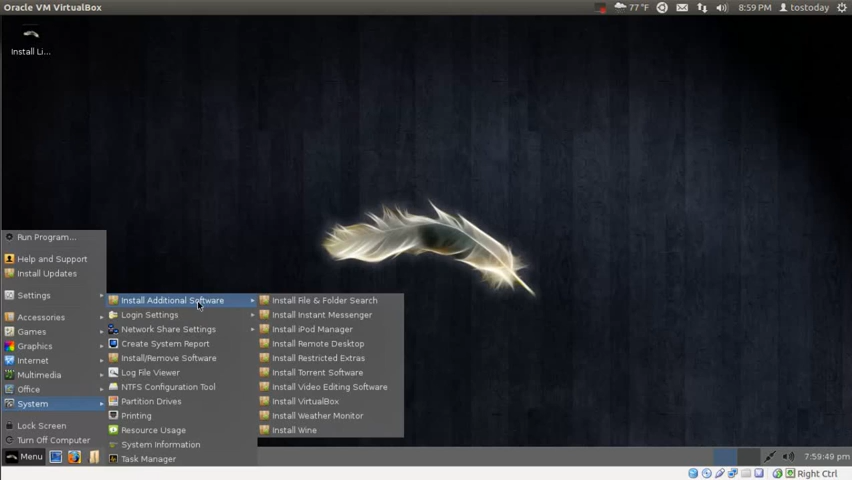 Oracle VM VirtualBox
77 °F
8:59 PM
tostoday
Install Li...
Run Program...
Help and Support
Install Updates
Settings
Accessories
Games
Graphics
Internet
Multimedia
Office
System
Lock Screen
Turn Off Computer
Install Additional Software
Login Settings
Network Share Settings
Create System Report
Install/Remove Software
Log File Viewer
NTFS Configuration Tool
Partition Drives
Printing
Resource Usage
System Information
Task Manager
Install File & Folder Search
Install Instant Messenger
Install iPod Manager
Install Remote Desktop
Install Restricted Extras
Install Torrent Software
Install Video Editing Software
Install VirtualBox
Install Weather Monitor
Install Wine
Menu
7:59:49 pm
Right Ctrl